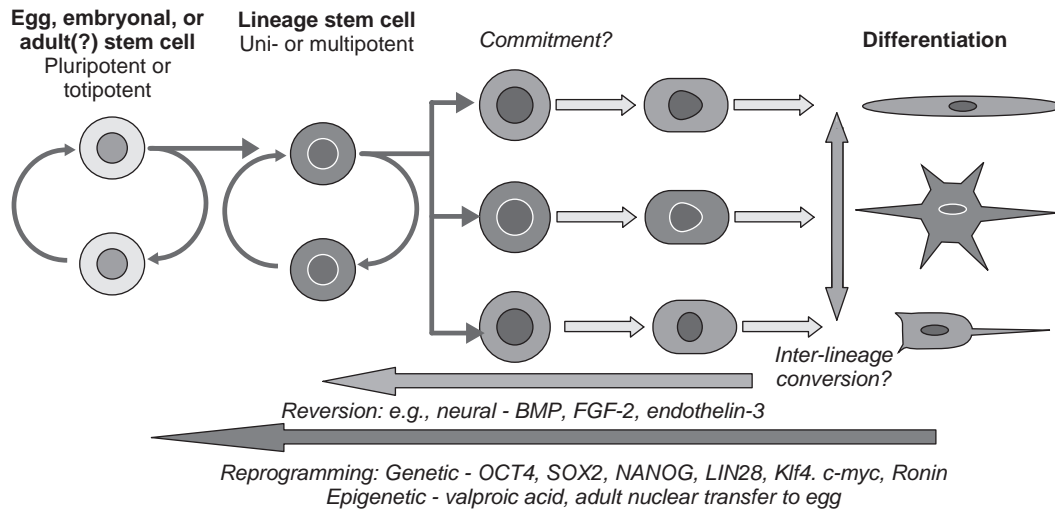 Egg, embryonal, or
adult(?) stem cell
Pluripotent or
totipotent
Lineage stem cell
Uni- or multipotent
Commitment?
Differentiation
Inter-lineage
conversion?
Reversion: e.g., neural - BMP, FGF-2, endothelin-3
Reprogramming: Genetic - OCT4, SOX2, NANOG, LIN28, Klf4. c-myc, Ronin
Epigenetic - valproic acid, adult nuclear transfer to egg